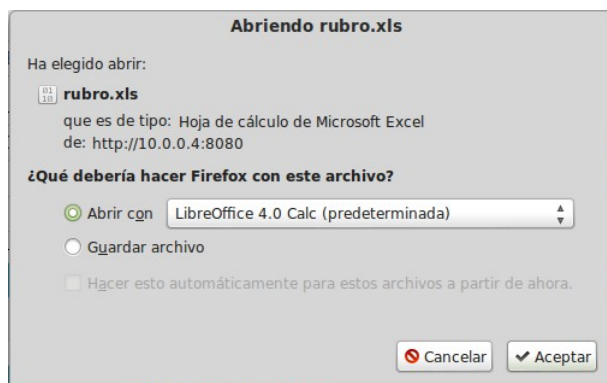 Abriendo rubro.xls
Ha elegido abrir:
rubro.xls
que es de tipo: Hoja de cálculo de Microsoft Excel
de: http://10.0.0.4:8080
¿Qué debería hacer Firefox con este archivo?
Abrir con LibreOffice 4.0 Calc (predeterminada)
Guardar archivo
Hacer esto automáticamente para estos archivos a partir de ahora.
Cancelar Aceptar